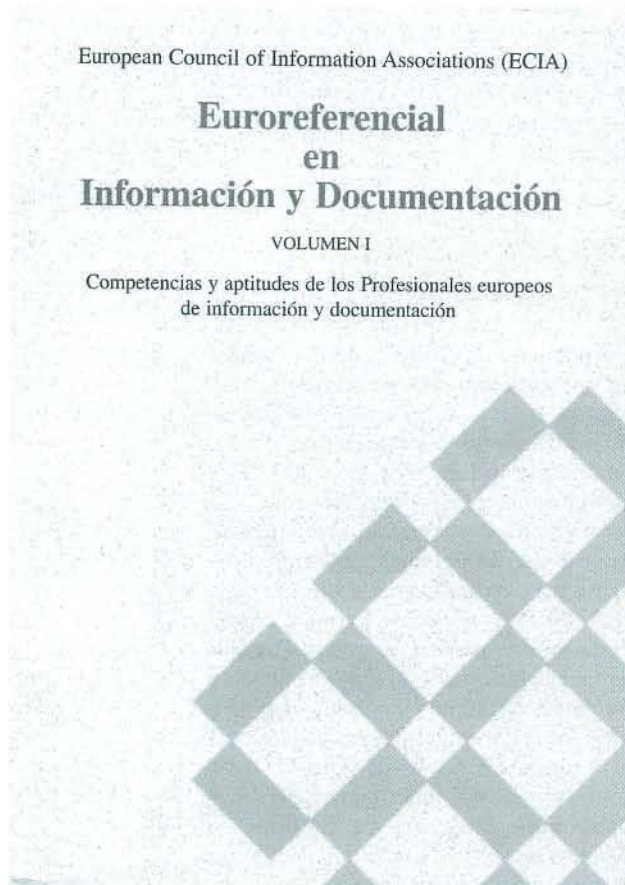 European Council of Information Associations (ECIA)
Euroreferencial
en
Información y Documentación
VOLUMEN I
Competencias y aptitudes de los Profesionales europeos
de información y documentación